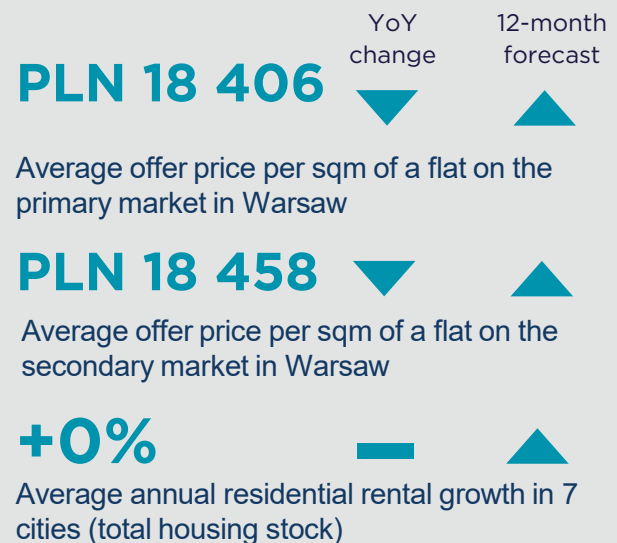 YoY change
12-month forecast
PLN 18 406
Average offer price per sqm of a flat on the
primary market in Warsaw
PLN 18 458
Average offer price per sqm of a flat on the
secondary market in Warsaw
+0%
Average annual residential rental growth in 7
cities (total housing stock)